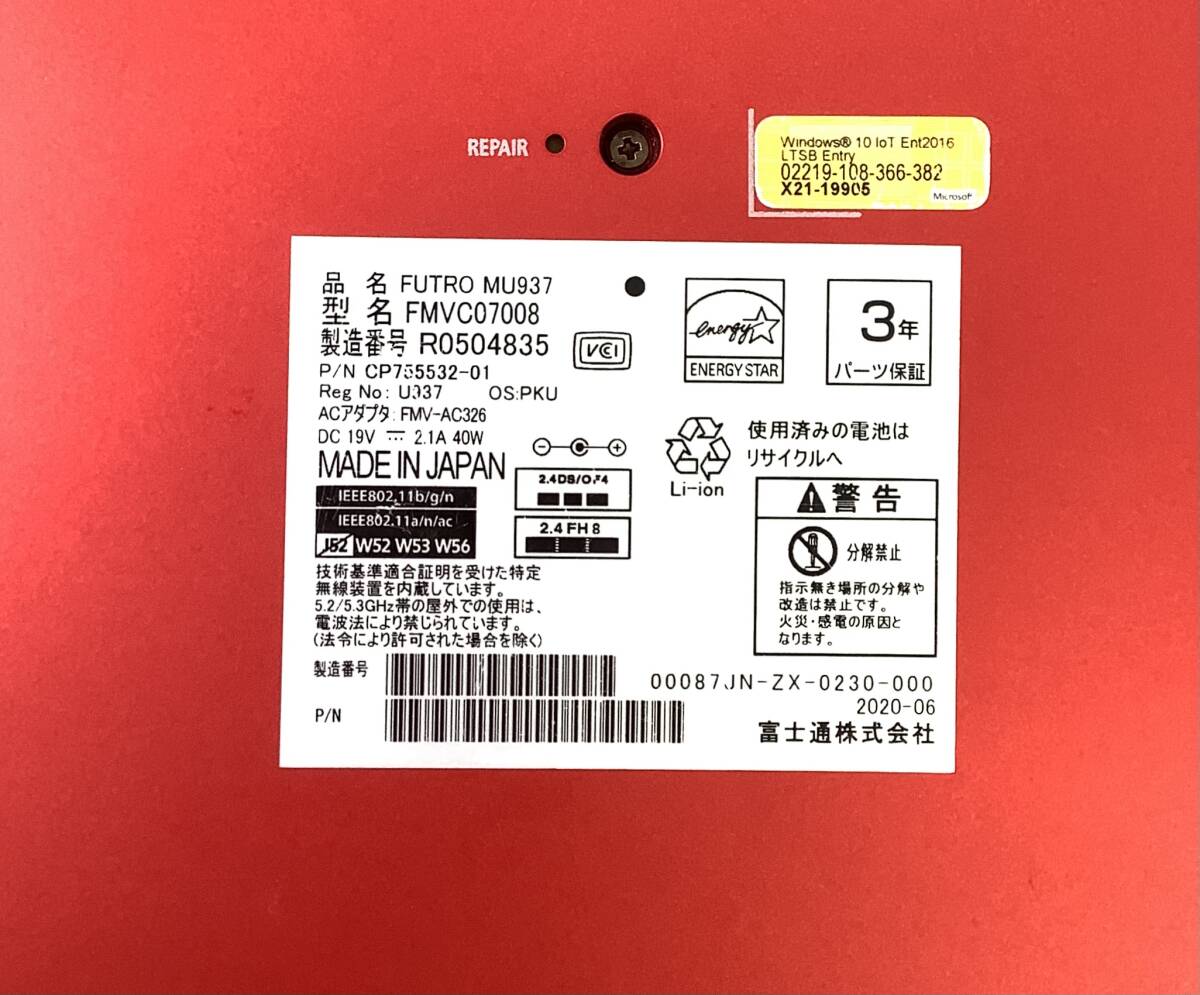 REPAIR
Windows® 10 IoT Ent2016
LTSB Entry
02219-108-366-382
X21-19905
Microsoft
品 名 FUTRO MU937
型 名 FMVC07008
製造番号 R0504835
VCI
P/N CP755532-01
Reg No: U937 OS:PKU
ACアダプタ: FMV-AC326
DC 19V ⎓ 2.1A 40W
MADE IN JAPAN
IEEE802.11b/g/n
IEEE802.11a/n/ac
J52 W52 W53 W56
2.4DS/OF4
2.4FH8
技術基準適合証明を受けた特定
無線装置を内蔵しています。
5.2/5.3GHz帯の屋外での使用は、
電波法により禁じられています。
(法令により許可された場合を除く)
energy
ENERGY STAR
3年
パーツ保証
使用済みの電池は
リサイクルへ
Li-ion
警告
分解禁止
指示無き場所の分解や
改造は禁止です。
火災・感電の原因と
なります。
製造番号
P/N
00087JN-ZX-0230-000
2020-06
富士通株式会社